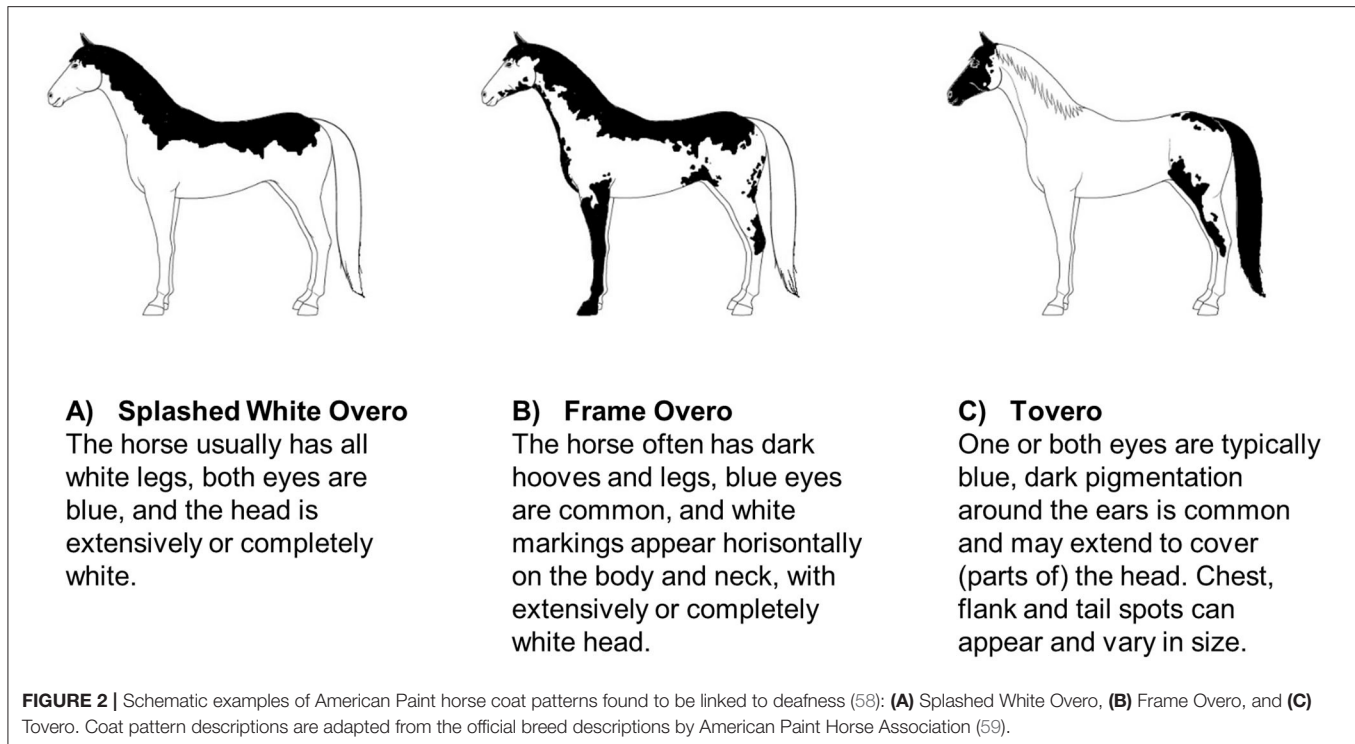 A) Splashed White Overo
The horse usually has all
white legs, both eyes are
blue, and the head is
extensively or completely
white.
B) Frame Overo
The horse often has dark
hooves and legs, blue eyes
are common, and white
markings appear horisontally
on the body and neck, with
extensively or completely
white head.
C) Tovero
One or both eyes are typically
blue, dark pigmentation
around the ears is common
and may extend to cover
(parts of) the head. Chest,
flank and tail spots can
appear and vary in size.
FIGURE 2 | Schematic examples of American Paint horse coat patterns found to be linked to deafness (58): (A) Splashed White Overo, (B) Frame Overo, and (C)
Tovero. Coat pattern descriptions are adapted from the official breed descriptions by American Paint Horse Association (59).